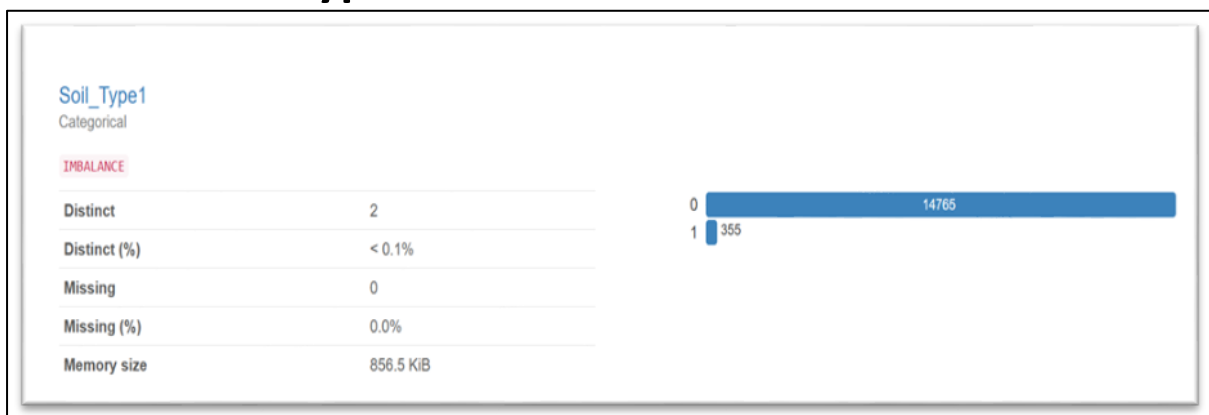 Soil_Type1
Categorical
IMBALANCE
Distinct 2
Distinct (%) < 0.1%
Missing 0
Missing (%) 0.0%
Memory size 856.5 KiB
0 14765
1 355